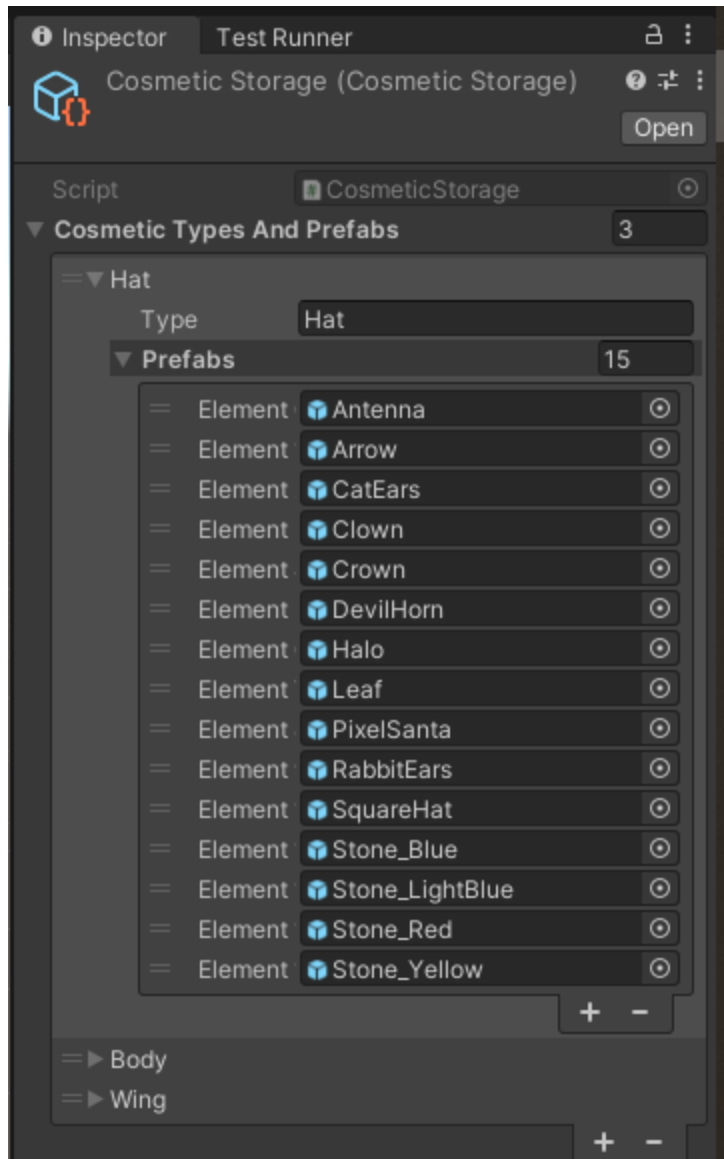 Inspector Test Runner
Cosmetic Storage (Cosmetic Storage)
Open
Script CosmeticStorage
Cosmetic Types And Prefabs 3
Hat
Type Hat
Prefabs 15
Element Antenna
Element Arrow
Element CatEars
Element Clown
Element Crown
Element DevilHorn
Element Halo
Element Leaf
Element PixelSanta
Element RabbitEars
Element SquareHat
Element Stone_Blue
Element Stone_LightBlue
Element Stone_Red
Element Stone_Yellow
+ -
Body
Wing
+ -